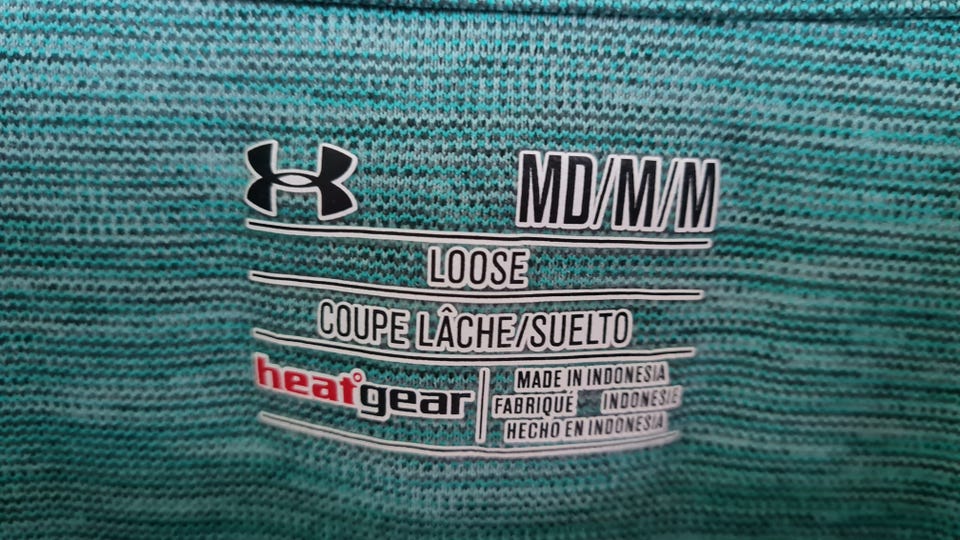 MD/M/M
LOOSE
COUPE LÂCHE/SUELTO
heatgear
MADE IN INDONESIA
FABRIQUÉ INDONESIE
HECHO EN INDONESIA